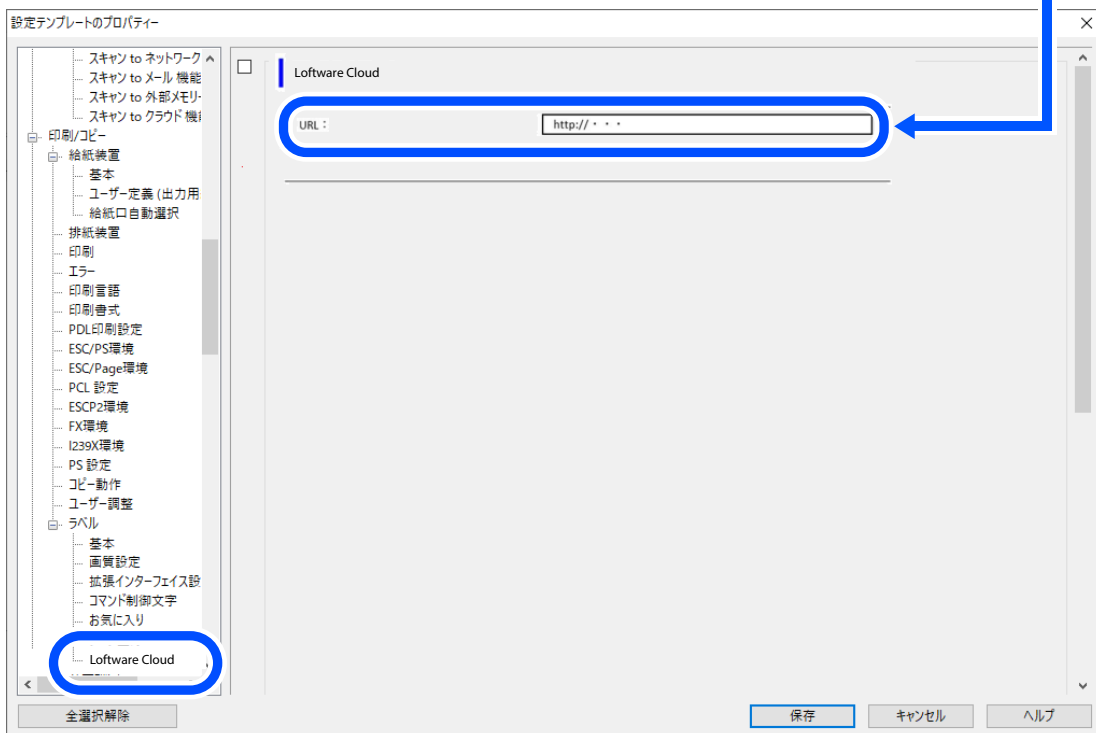 設定テンプレートのプロパティー
スキャン to ネットワーク
スキャン to メール 機能
スキャン to 外部メモリ
スキャン to クラウド 機
印刷/コピー
給紙装置
基本
ユーザー定義 (出力用
給紙口自動選択
排紙装置
印刷
エラー
印刷言語
印刷書式
PDL印刷設定
ESC/PS環境
ESC/Page環境
PCL 設定
ESCP2環境
FX環境
I239X環境
PS 設定
コピー動作
ユーザー調整
ラベル
基本
画質設定
拡張インターフェイス設
コマンド制御文字
お気に入り
Loftware Cloud
Loftware Cloud
URL：
http://・・・
全選択解除
保存
キャンセル
ヘルプ